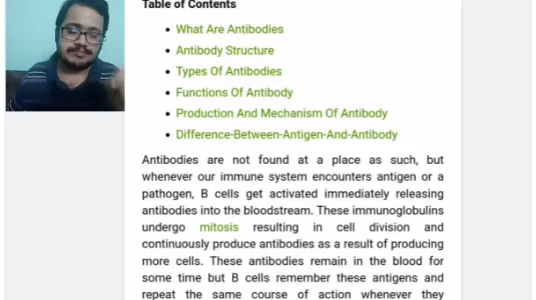 Table of Contents
What Are Antibodies
Antibody Structure
Types Of Antibodies
Functions Of Antibody
Production And Mechanism Of Antibody
Difference-Between-Antigen-And-Antibody
Antibodies are not found at a place as such, but
whenever our immune system encounters antigen or a
pathogen, B cells get activated immediately releasing
antibodies into the bloodstream. These immunoglobulins
undergo mitosis resulting in cell division and
continuously produce antibodies as a result of producing
more cells. These antibodies remain in the blood for
some time but B cells remember these antigens and
repeat the same course of action whenever they